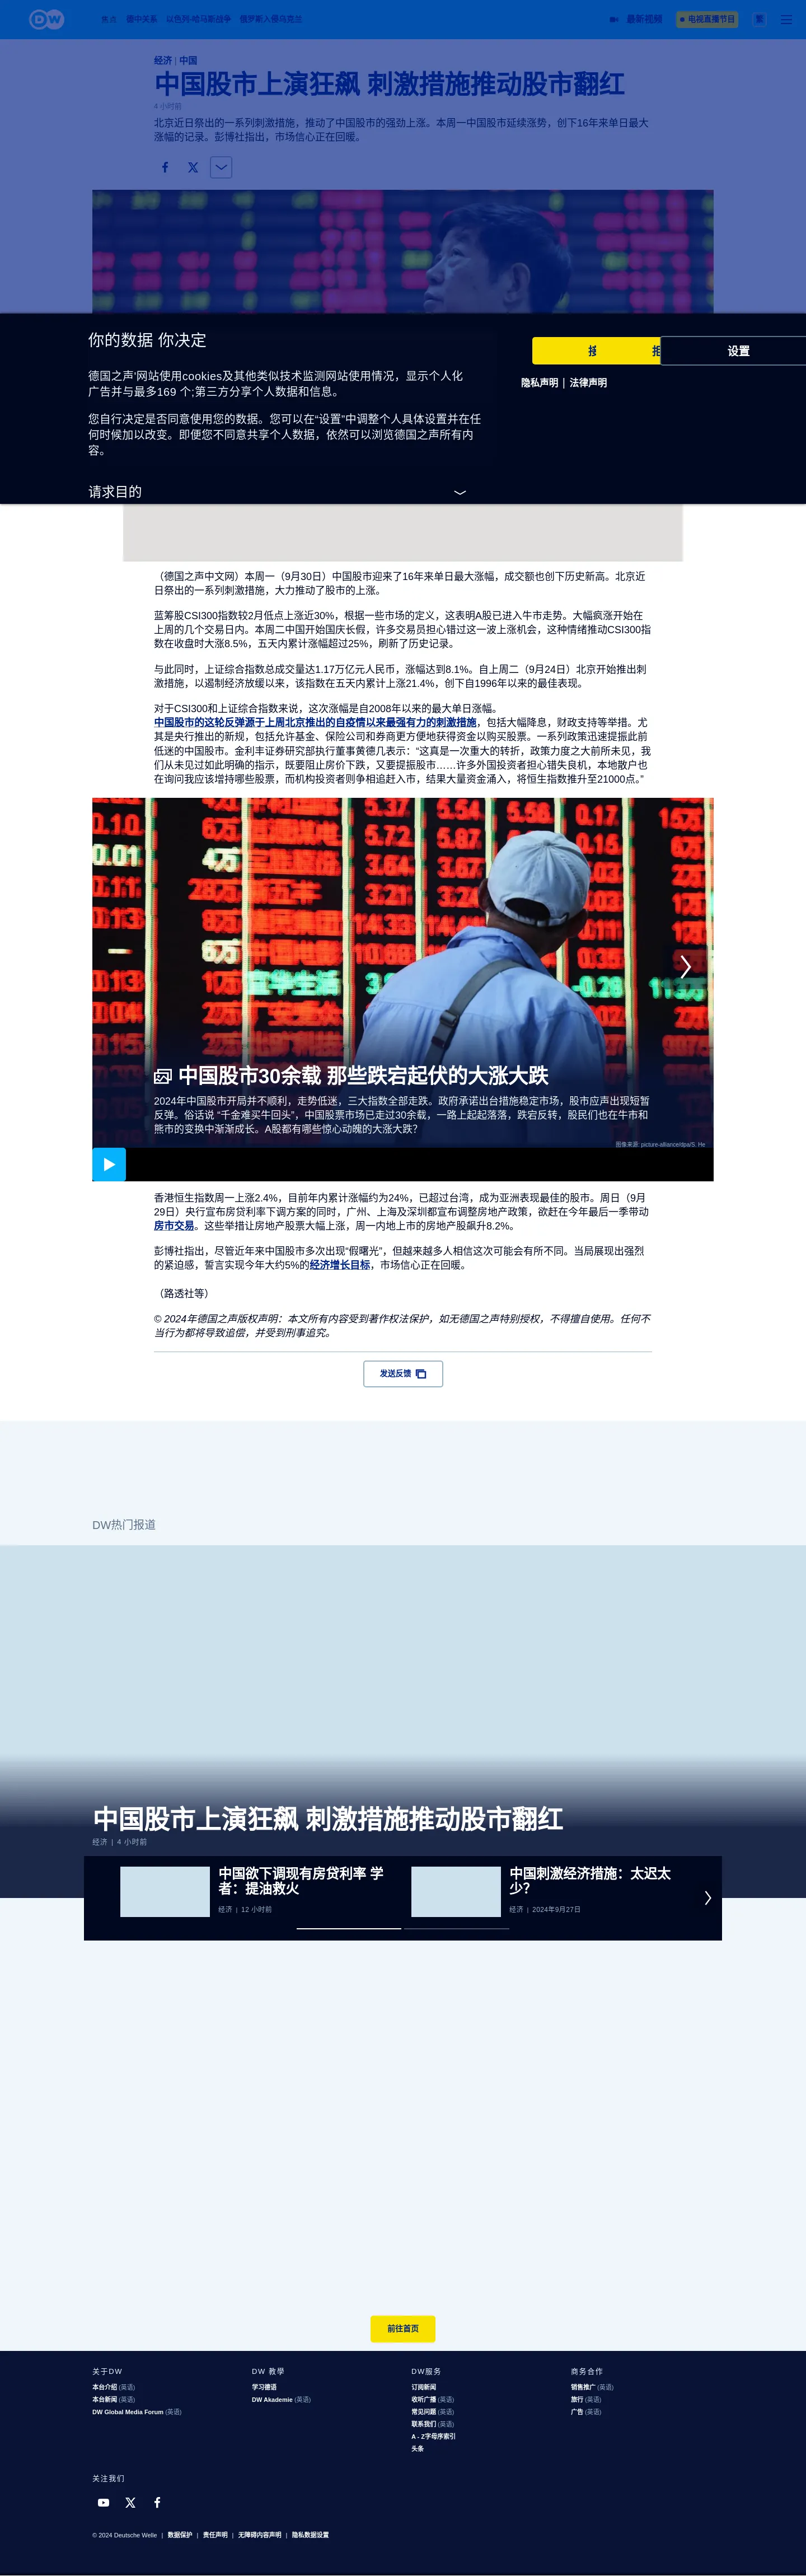 DW
焦点 德中关系 以色列-哈马斯战争 俄罗斯入侵乌克兰 最新视频 电视直播节目 繁
经济 | 中国
中国股市上演狂飙 刺激措施推动股市翻红
4 小时前
北京近日祭出的一系列刺激措施，推动了中国股市的强劲上涨。本周一中国股市延续涨势，创下16年来单日最大
涨幅的记录。彭博社指出，市场信心正在回暖。
你的数据 你决定
设置
隐私声明 | 法律声明
德国之声'网站使用cookies及其他类似技术监测网站使用情况，显示个人化
广告并与最多169 个;第三方分享个人数据和信息。
您自行决定是否同意使用您的数据。您可以在“设置”中调整个人具体设置并在任
何时候加以改变。即便您不同意共享个人数据，依然可以浏览德国之声所有内
容。
请求目的
（德国之声中文网）本周一（9月30日）中国股市迎来了16年来单日最大涨幅，成交额也创下历史新高。北京近
日祭出的一系列刺激措施，大力推动了股市的上涨。
蓝筹股CSI300指数较2月低点上涨近30%，根据一些市场的定义，这表明A股已进入牛市走势。大幅疯涨开始在
上周的几个交易日内。本周二中国开始国庆长假，许多交易员担心错过这一波上涨机会，这种情绪推动CSI300指
数在收盘时大涨8.5%，五天内累计涨幅超过25%，刷新了历史记录。
与此同时，上证综合指数总成交量达1.17万亿元人民币，涨幅达到8.1%。自上周二（9月24日）北京开始推出刺
激措施，以遏制经济放缓以来，该指数在五天内累计上涨21.4%，创下自1996年以来的最佳表现。
对于CSI300和上证综合指数来说，这次涨幅是自2008年以来的最大单日涨幅。
中国股市的这轮反弹源于上周北京推出的自疫情以来最强有力的刺激措施，包括大幅降息，财政支持等举措。尤
其是央行推出的新规，包括允许基金、保险公司和券商更方便地获得资金以购买股票。一系列政策迅速提振此前
低迷的中国股市。金利丰证券研究部执行董事黄德几表示：“这真是一次重大的转折，政策力度之大前所未见，我
们从未见过如此明确的指示，既要阻止房价下跌，又要提振股市……许多外国投资者担心错失良机，本地散户也
在询问我应该增持哪些股票，而机构投资者则争相追赶入市，结果大量资金涌入，将恒生指数推升至21000点。”
中国股市30余载 那些跌宕起伏的大涨大跌
2024年中国股市开局并不顺利，走势低迷，三大指数全部走跌。政府承诺出台措施稳定市场，股市应声出现短暂
反弹。俗话说 “千金难买牛回头”，中国股票市场已走过30余载，一路上起起落落，跌宕反转，股民们也在牛市和
熊市的变换中渐渐成长。A股都有哪些惊心动魄的大涨大跌？
图像来源: picture-alliance/dpa/S. He
香港恒生指数周一上涨2.4%，目前年内累计涨幅约为24%，已超过台湾，成为亚洲表现最佳的股市。周日（9月
29日）央行宣布房贷利率下调方案的同时，广州、上海及深圳都宣布调整房地产政策，欲赶在今年最后一季带动
房市交易。这些举措让房地产股票大幅上涨，周一内地上市的房地产股飙升8.2%。
彭博社指出，尽管近年来中国股市多次出现“假曙光”，但越来越多人相信这次可能会有所不同。当局展现出强烈
的紧迫感，誓言实现今年大约5%的经济增长目标，市场信心正在回暖。
（路透社等）
© 2024年德国之声版权声明：本文所有内容受到著作权法保护，如无德国之声特别授权，不得擅自使用。任何不
当行为都将导致追偿，并受到刑事追究。
发送反馈
DW热门报道
中国股市上演狂飙 刺激措施推动股市翻红
经济 | 4 小时前
中国欲下调现有房贷利率 学
者：提油救火
经济 | 12 小时前
中国刺激经济措施：太迟太
少？
经济 | 2024年9月27日
前往首页
关于DW
本台介绍 (英语)
本台新闻 (英语)
DW Global Media Forum (英语)
DW 教學
学习德语
DW Akademie (英语)
DW服务
订阅新闻
收听广播 (英语)
常见问题 (英语)
联系我们 (英语)
A - Z字母序索引
头条
商务合作
销售推广 (英语)
旅行 (英语)
广告 (英语)
关注我们
© 2024 Deutsche Welle | 数据保护 | 责任声明 | 无障碍内容声明 | 隐私数据设置